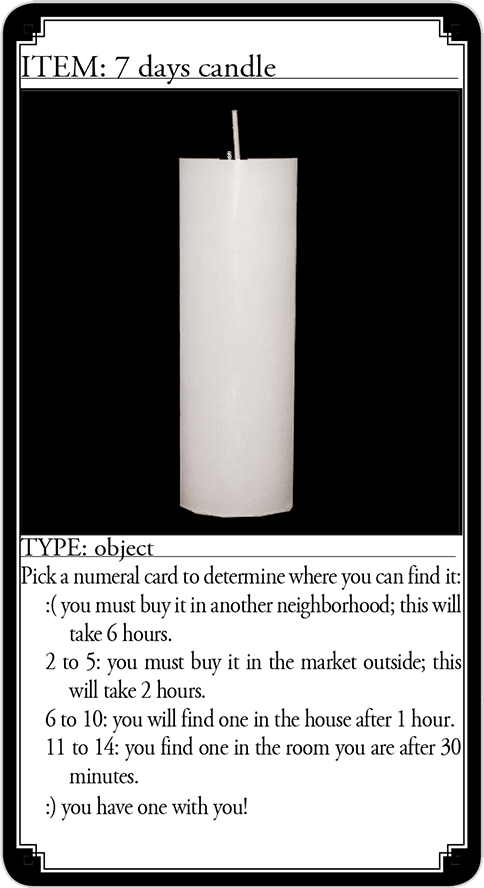 ITEM: 7 days candle
TYPE: object
Pick a numeral card to determine where you can find it:
:( you must buy it in another neighborhood; this will
take 6 hours.
2 to 5: you must buy it in the market outside; this
will take 2 hours.
6 to 10: you will find one in the house after 1 hour.
11 to 14: you find one in the room you are after 30
minutes.
:) you have one with you!